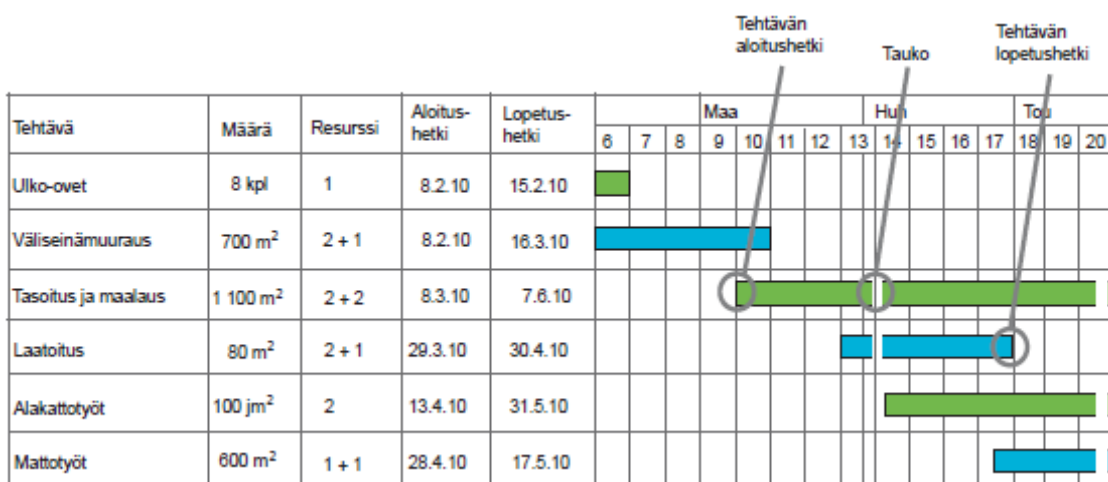 Tehtävän
aloitushetki
Tauko
Tehtävän
lopetushetki
Tehtävä Määrä Resurssi Aloitus-
hetki Lopetus-
hetki Maa Huh Tou
6 7 8 9 10 11 12 13 14 15 16 17 18 19 20
Ulko-ovet 8 kpl 1 8.2.10 15.2.10
Väliseinämuuraus 700 m² 2 + 1 8.2.10 16.3.10
Tasoitus ja maalaus 1 100 m² 2 + 2 8.3.10 7.6.10
Laatoitus 80 m² 2 + 1 29.3.10 30.4.10
Alakattotyöt 100 jm² 2 13.4.10 31.5.10
Mattotyöt 600 m² 1 + 1 28.4.10 17.5.10